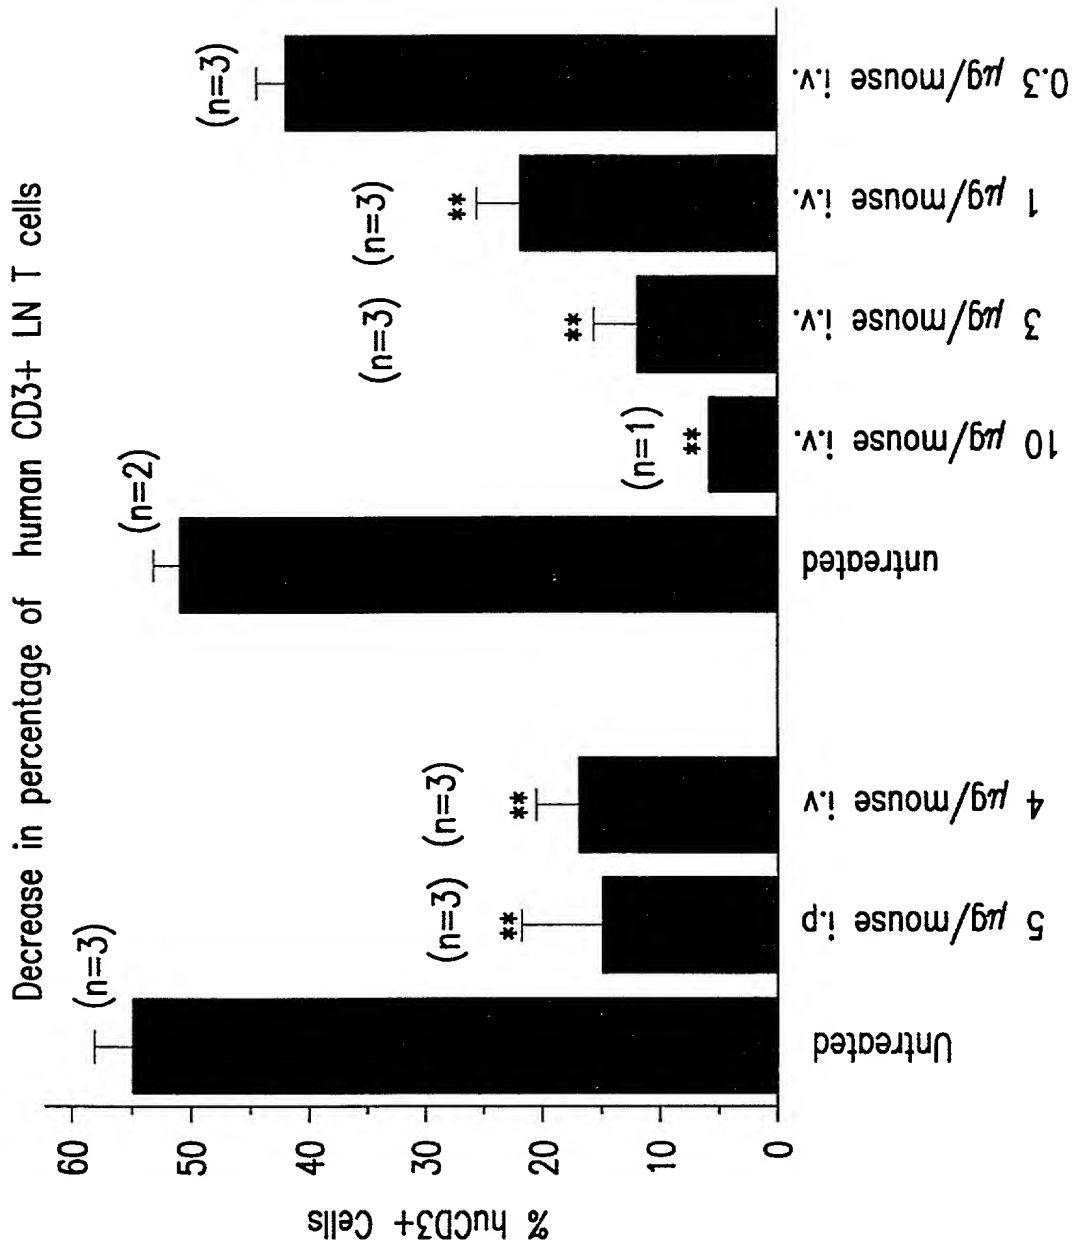 Decrease in percentage of human CD3+ LN T cells
% huCD3+ Cells
60
50
40
30
20
10
0
(n=3)
**
(n=3)
**
(n=3)
(n=2)
**
(n=1)
**
(n=3)
**
(n=3)
(n=3)
Untreated
5 µg/mouse i.p
4 µg/mouse i.v
untreated
10 µg/mouse i.v.
3 µg/mouse i.v.
1 µg/mouse i.v.
0.3 µg/mouse i.v.